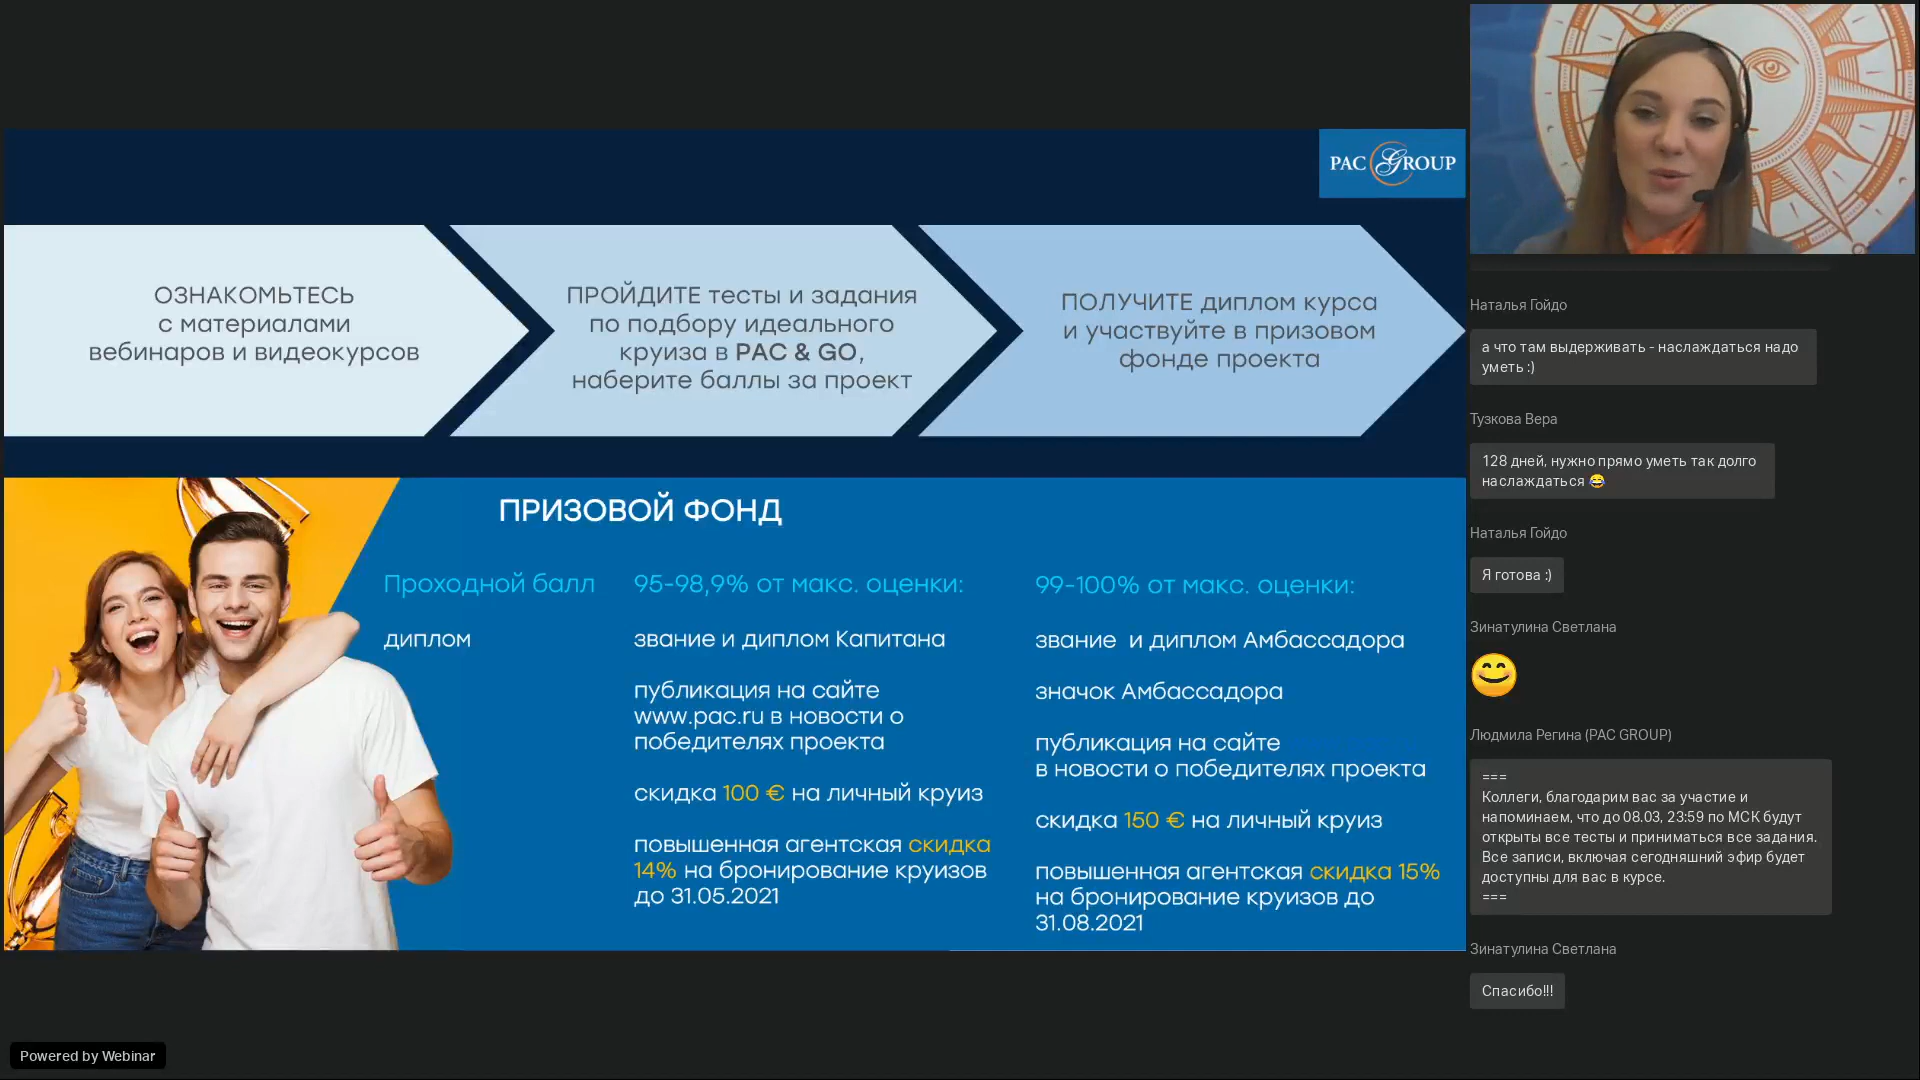 PAC GROUP
ОЗНАКОМЬТЕСЬ
с материалами
вебинаров и видеокурсов
ПРОЙДИТЕ тесты и задания
по подбору идеального
круиза в PAC & GO,
наберите баллы за проект
ПОЛУЧИТЕ диплом курса
и участвуйте в призовом
фонде проекта
ПРИЗОВОЙ ФОНД
Проходной балл
диплом
95-98,9% от макс. оценки:
звание и диплом Капитана
публикация на сайте
www.pac.ru в новости о
победителях проекта
скидка 100 € на личный круиз
повышенная агентская скидка
14% на бронирование круизов
до 31.05.2021
99-100% от макс. оценки:
звание и диплом Амбассадора
значок Амбассадора
публикация на сайте
в новости о победителях проекта
скидка 150 € на личный круиз
повышенная агентская скидка 15%
на бронирование круизов до
31.08.2021
Наталья Гойдо
а что там выдерживать - наслаждаться надо
уметь :)
Тузкова Вера
128 дней, нужно прямо уметь так долго
наслаждаться 😂
Наталья Гойдо
Я готова :)
Зинатулина Светлана
😊
Людмила Регина (PAC GROUP)
===
Коллеги, благодарим вас за участие и
напоминаем, что до 08.03, 23:59 по МСК будут
открыты все тесты и приниматься все задания.
Все записи, включая сегодняшний эфир будет
доступны для вас в курсе.
===
Зинатулина Светлана
Спасибо!!!
Powered by Webinar